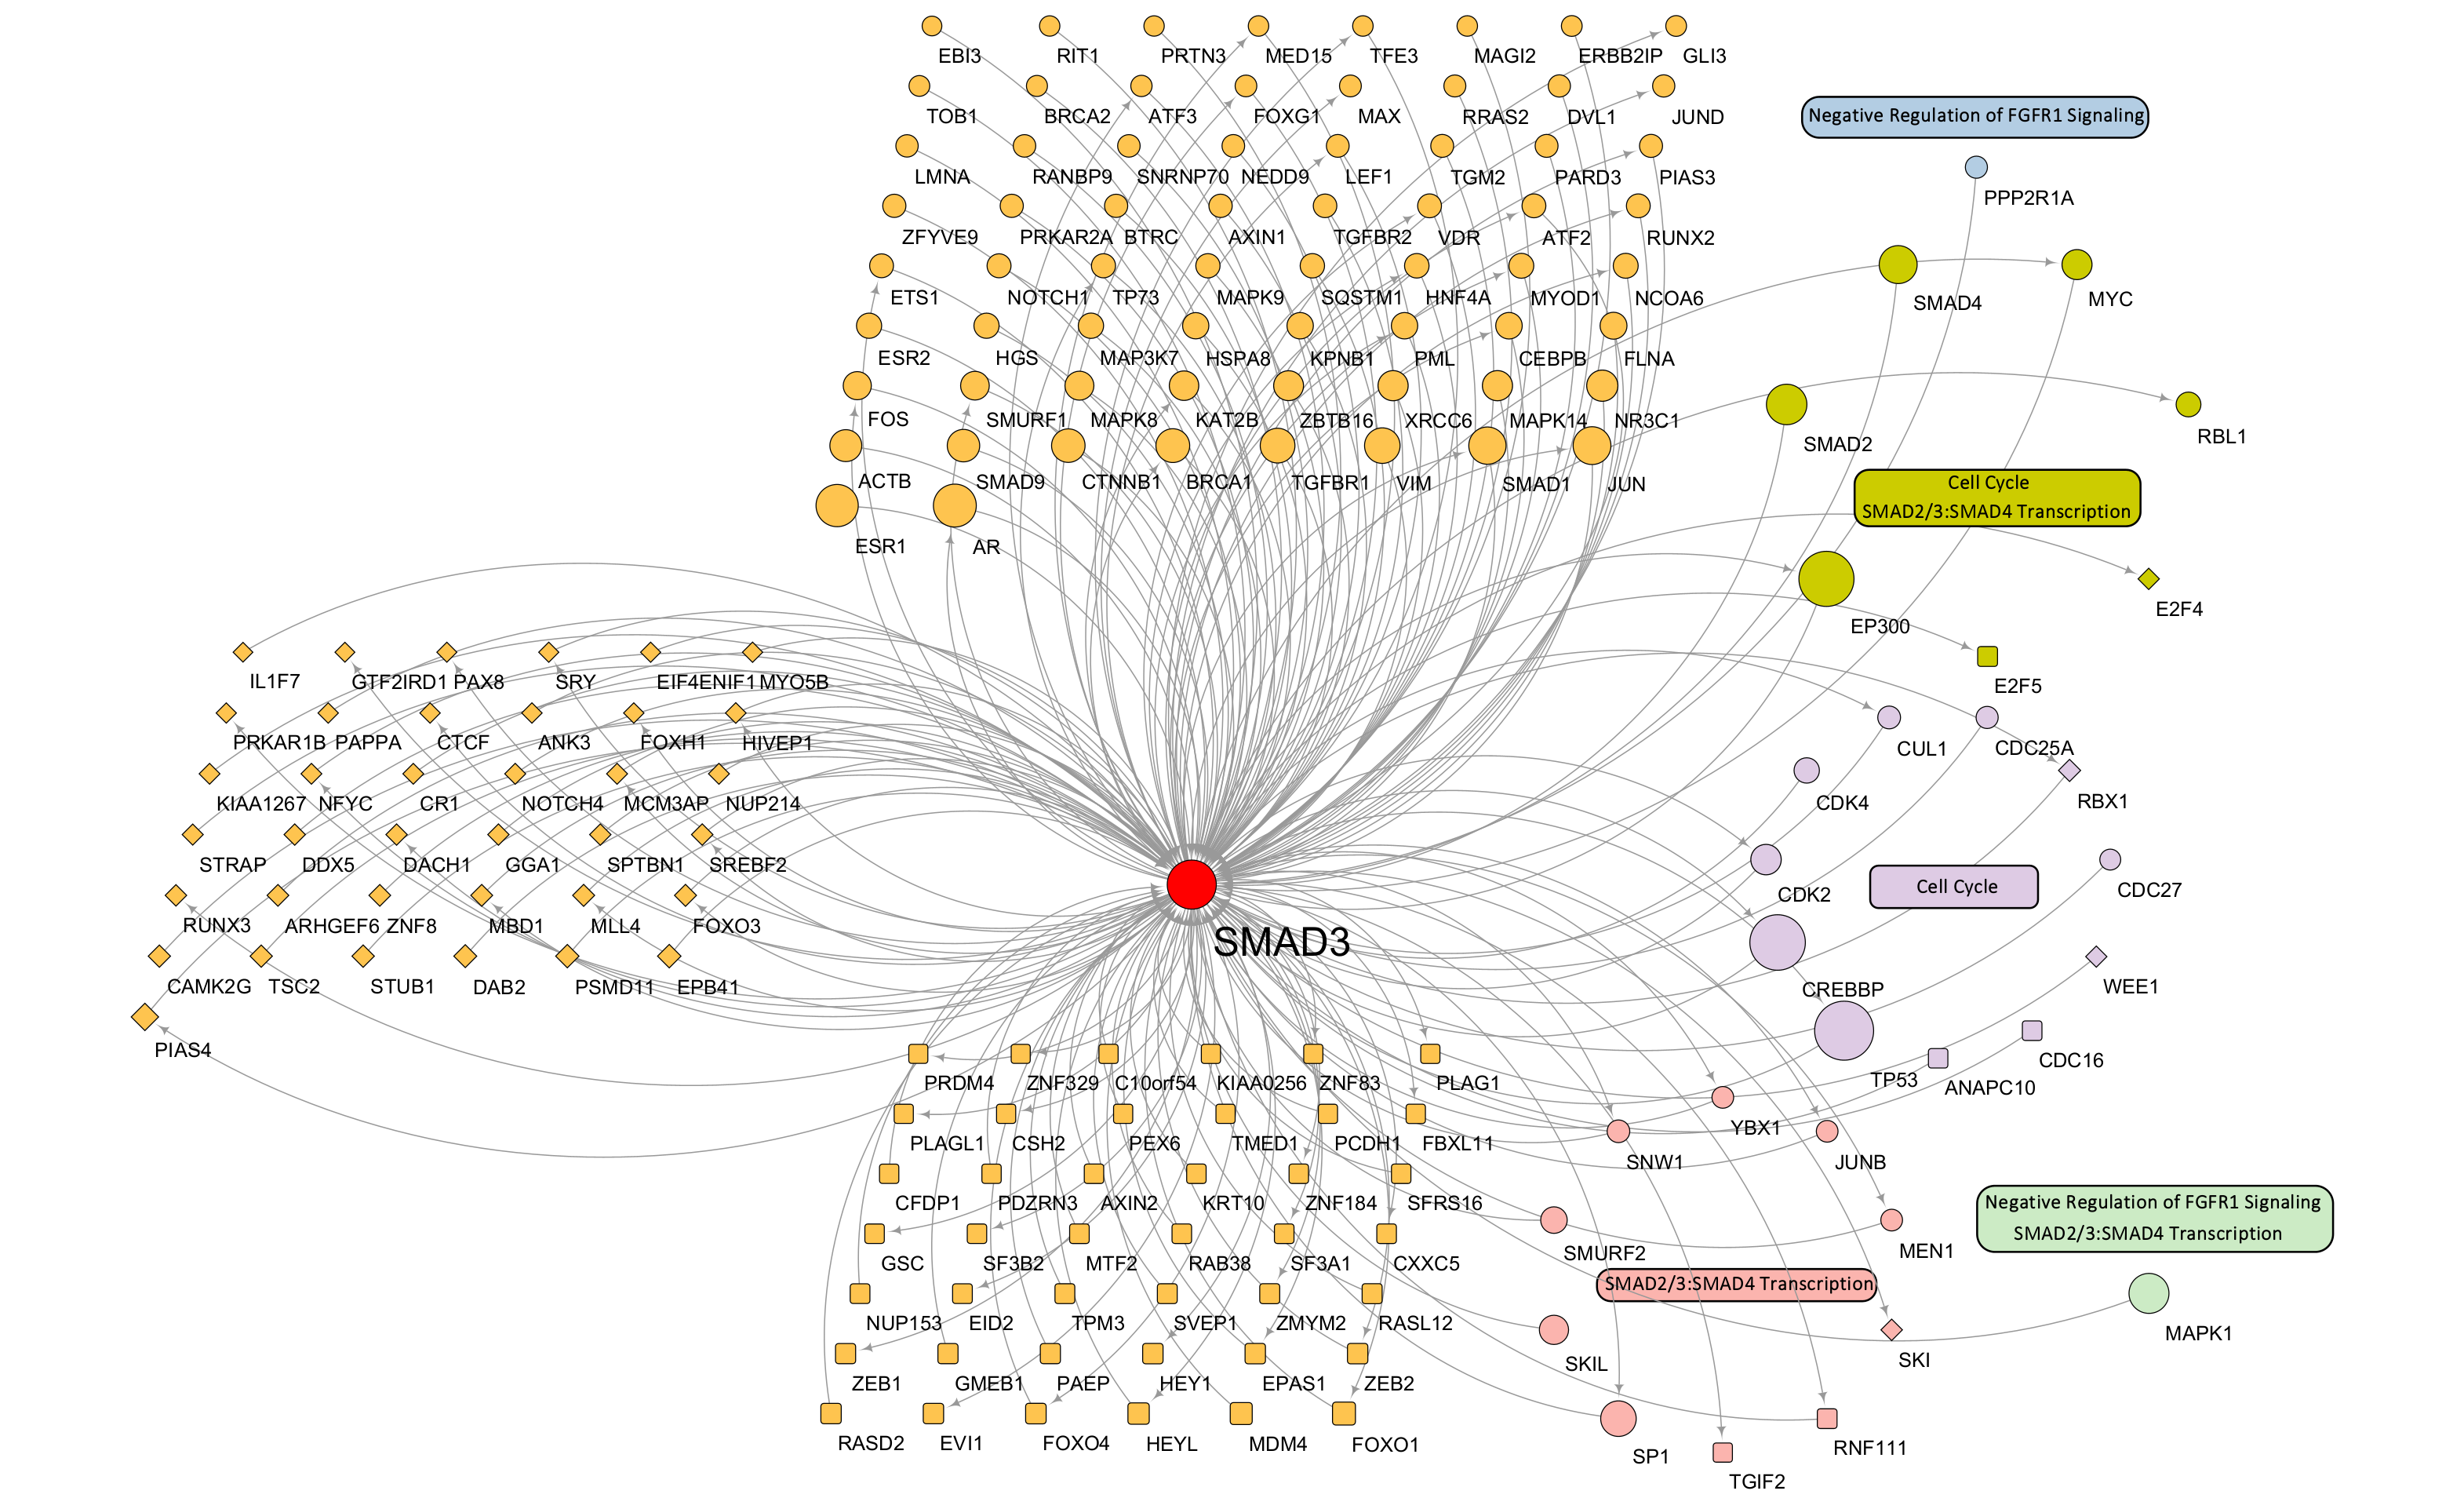 EBI3 RIT1 PRTN3 MED15 TFE3 MAGI2 ERBB2IP GLI3
TOB1 BRCA2 ATF3 FOXG1 MAX RRAS2 DVL1 JUND
Negative Regulation of FGFR1 Signaling
LMNA RANBP9 SNRNP70 NEDD9 LEF1 TGM2 PARD3 PIAS3
PPP2R1A
ZFYVE9 PRKAR2A BTRC AXIN1 TGFBR2 VDR ATF2 RUNX2
ETS1 NOTCH1 TP73 MAPK9 SQSTM1 HNF4A MYOD1 NCOA6
SMAD4 MYC
ESR2 HGS MAP3K7 HSPA8 KPNB1 PML CEBPB FLNA
FOS SMURF1 MAPK8 KAT2B ZBTB16 XRCC6 MAPK14 NR3C1
SMAD2 RBL1
ACTB SMAD9 CTNNB1 BRCA1 TGFBR1 VIM SMAD1 JUN
Cell Cycle
SMAD2/3:SMAD4 Transcription
ESR1 AR
E2F4
EP300
IL1F7 GTF2IRD1 PAX8 SRY EIF4ENIF1 MYO5B
E2F5
PRKAR1B PAPPA CTCF ANK3 FOXH1 HIVEP1
CUL1 CDC25A
KIAA1267 NFYC CR1 NOTCH4 MCM3AP NUP214
CDK4 RBX1
STRAP DDX5 DACH1 GGA1 SPTBN1 SREBF2
Cell Cycle
CDK2 CDC27
RUNX3 ARHGEF6 ZNF8 MBD1 MLL4 FOXO3
SMAD3
CAMK2G TSC2 STUB1 DAB2 PSMD11 EPB41
CREBBP WEE1
PIAS4
CDC16
PRDM4 ZNF329 C10orf54 KIAA0256 ZNF83 PLAG1
TP53 ANAPC10
YBX1
PLAGL1 CSH2 PEX6 TMED1 PCDH1 FBXL11
SNW1 JUNB
CFDP1 PDZRN3 AXIN2 KRT10 ZNF184 SFRS16
Negative Regulation of FGFR1 Signaling
SMAD2/3:SMAD4 Transcription
GSC SF3B2 MTF2 RAB38 SF3A1 CXXC5
SMURF2 MEN1
SMAD2/3:SMAD4 Transcription
NUP153 EID2 TPM3 SVEP1 ZMYM2 RASL12
MAPK1
SKIL SKI
ZEB1 GMEB1 PAEP HEY1 EPAS1 ZEB2
RASD2 EVI1 FOXO4 HEYL MDM4 FOXO1
SP1 RNF111
TGIF2